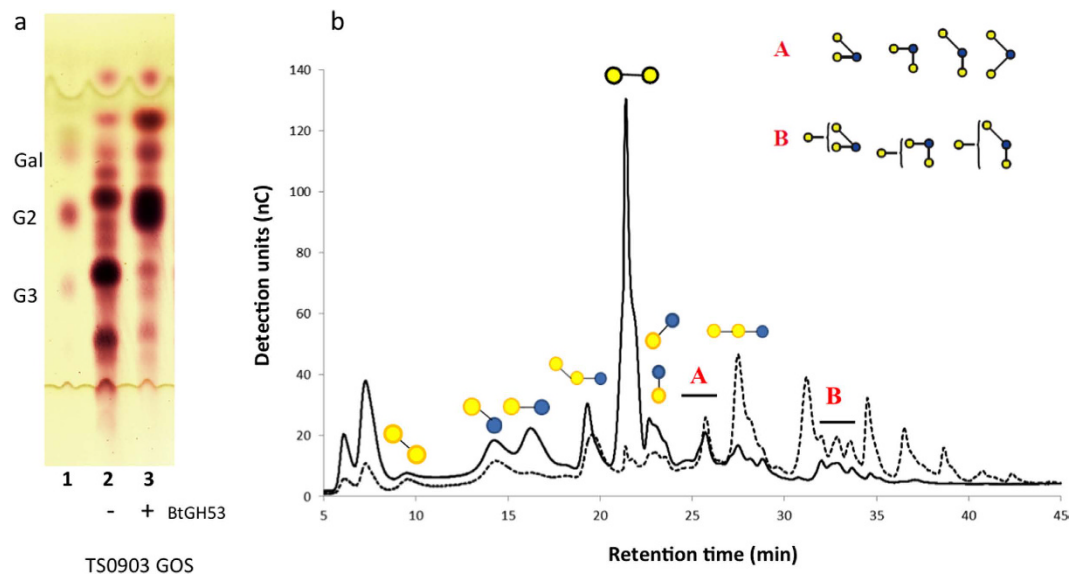 a
Gal
G2
G3
1 2 3
- + BtGH53
TS0903 GOS
b
Detection units (nC)
140
120
100
80
60
40
20
0
A
B
A
B
5 10 15 20 25 30 35 40 45
Retention time (min)